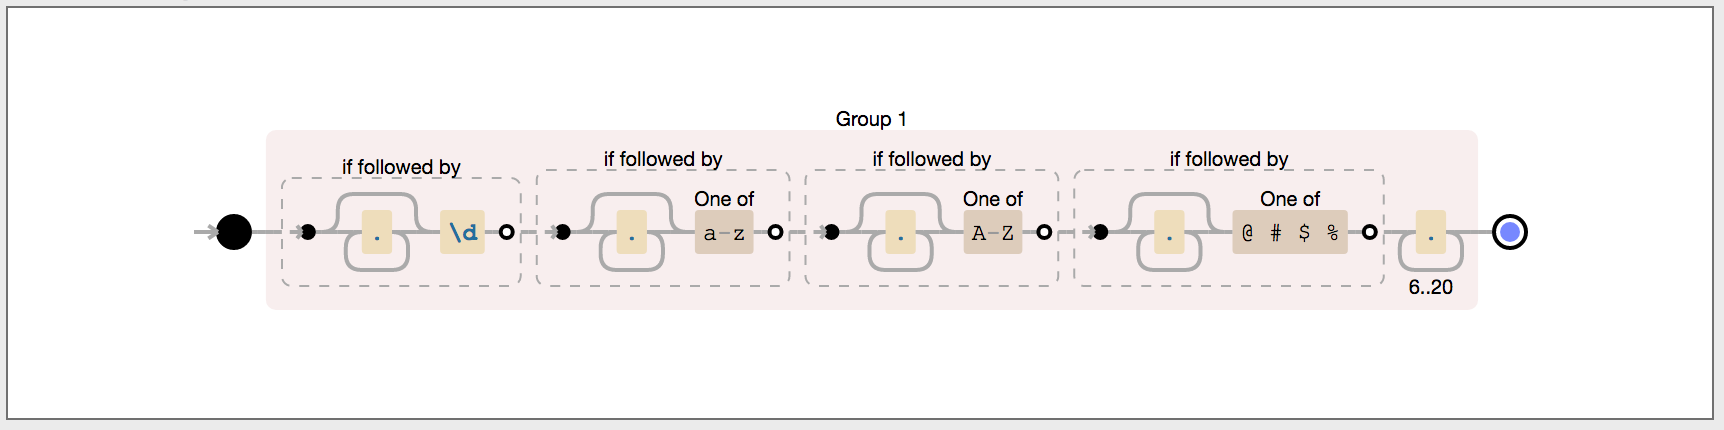 Group 1
if followed by
. \d
if followed by
One of
. a-z
if followed by
One of
. A-Z
if followed by
One of
. @ # $ %
.
6..20